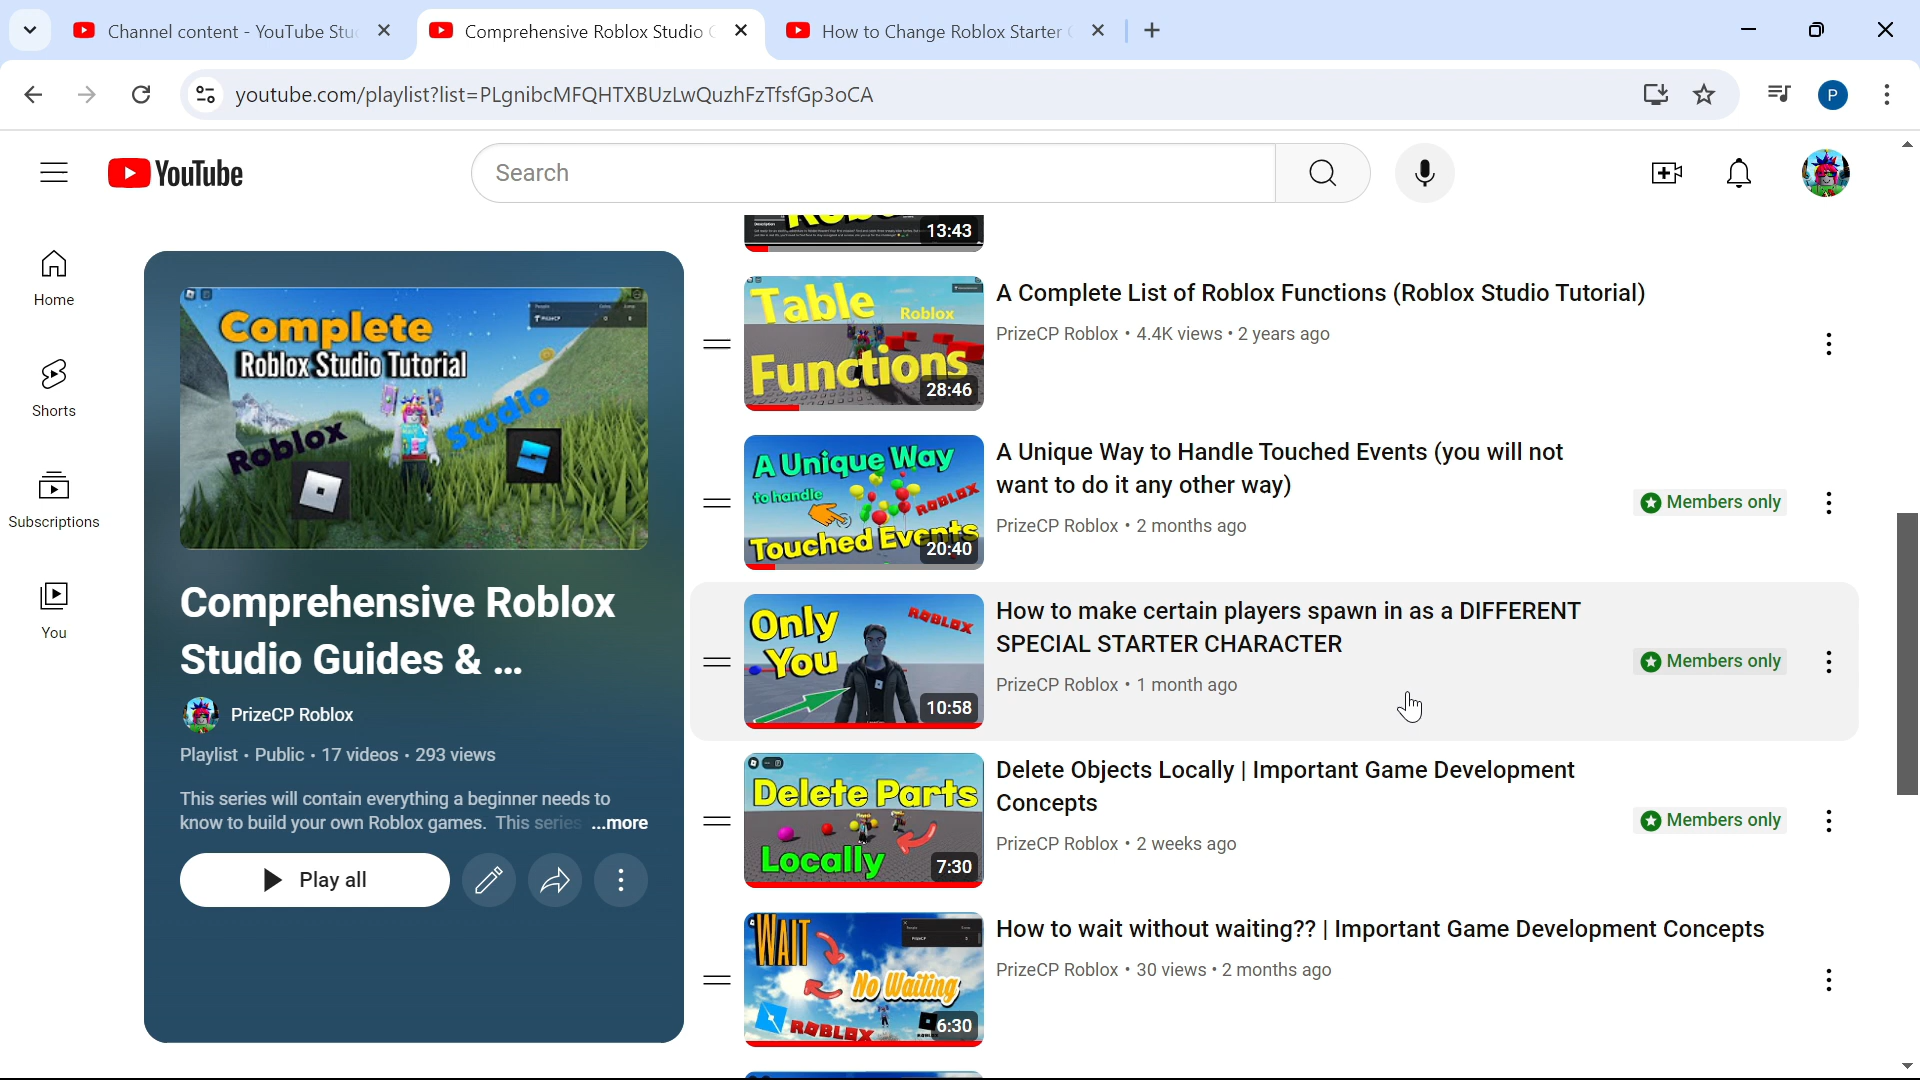 Channel content - YouTube Stu
Comprehensive Roblox Studio
How to Change Roblox Starter
youtube.com/playlist?list=PLgnibcMFQHTXBUzLwQuzhFzTfsfGp3oCA
P
YouTube
Search
Home
Shorts
Subscriptions
You
Complete
Roblox Studio Tutorial
Roblox
Studio
Comprehensive Roblox
Studio Guides & ...
PrizeCP Roblox
Playlist • Public • 17 videos • 293 views
This series will contain everything a beginner needs to
know to build your own Roblox games. This series ...more
Play all
13:43
Table
Roblox
Functions
28:46
A Complete List of Roblox Functions (Roblox Studio Tutorial)
PrizeCP Roblox • 4.4K views • 2 years ago
A Unique Way
to handle
ROBLOX
Touched Events
20:40
A Unique Way to Handle Touched Events (you will not
want to do it any other way)
PrizeCP Roblox • 2 months ago
Members only
Only
You
ROBLOX
10:58
How to make certain players spawn in as a DIFFERENT
SPECIAL STARTER CHARACTER
PrizeCP Roblox • 1 month ago
Members only
Delete Parts
Locally
7:30
Delete Objects Locally | Important Game Development
Concepts
PrizeCP Roblox • 2 weeks ago
Members only
WAIT
No Waiting
ROBLOX
6:30
How to wait without waiting?? | Important Game Development Concepts
PrizeCP Roblox • 30 views • 2 months ago